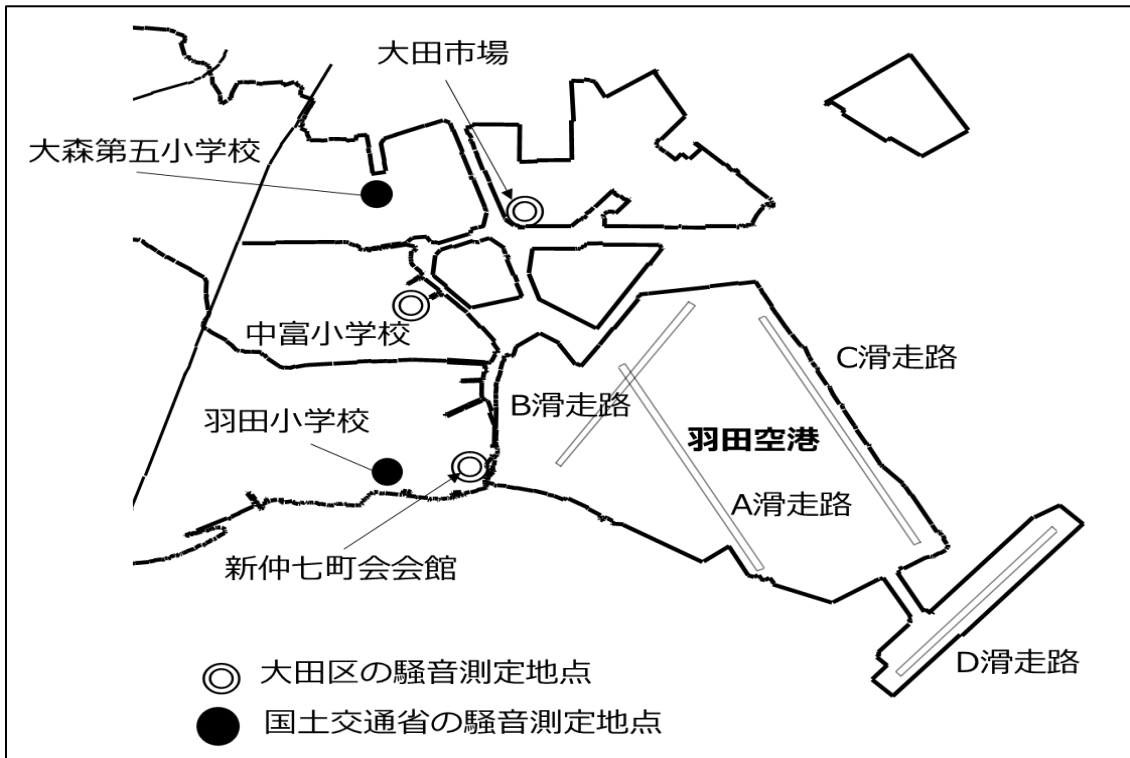 大田市場
大森第五小学校
中富小学校
C滑走路
B滑走路
羽田小学校
羽田空港
A滑走路
新仲七町会会館
D滑走路
大田区の騒音測定地点
国土交通省の騒音測定地点